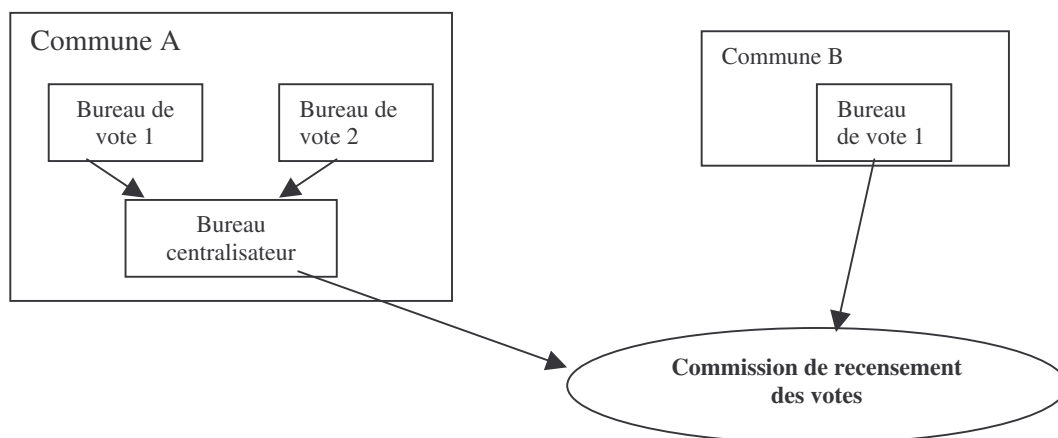 Commune A
Bureau de
vote 1
Bureau de
vote 2
Bureau
centralisateur
Commune B
Bureau
de vote 1
Commission de recensement
des votes